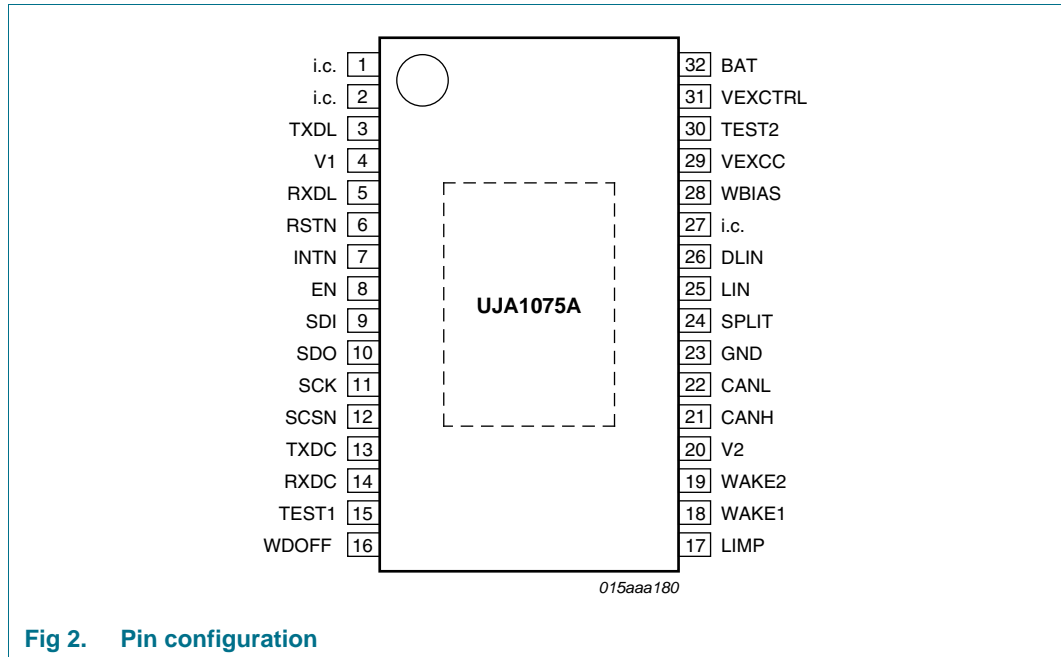 i.c. 1 32 BAT
i.c. 2 31 VEXCTRL
TXDL 3 30 TEST2
V1 4 29 VEXCC
RXDL 5 28 WBIAS
RSTN 6 27 i.c.
INTN 7 26 DLIN
EN 8 25 LIN
UJA1075A
SDI 9 24 SPLIT
SDO 10 23 GND
SCK 11 22 CANL
SCSN 12 21 CANH
TXDC 13 20 V2
RXDC 14 19 WAKE2
TEST1 15 18 WAKE1
WDOFF 16 17 LIMP
015aaa180
Fig 2. Pin configuration